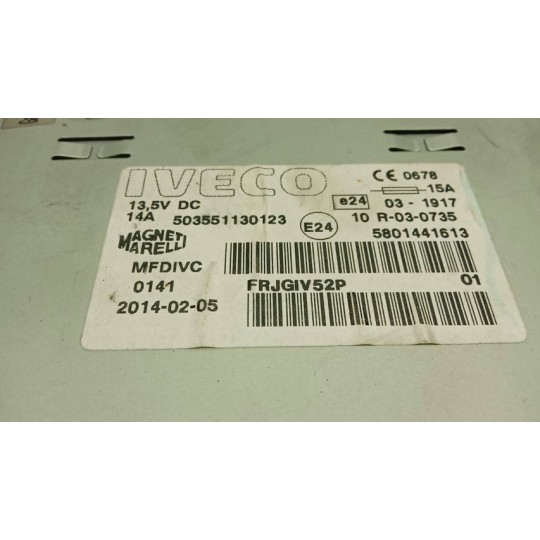 IVECO
CE 0678
13,5V DC
15A
14A 503551130123
e24 03 - 1917
E24 10 R-03-0735
MAGNETI
MARELLI
5801441613
MFDIVC
0141
FRJGIV52P 01
2014-02-05